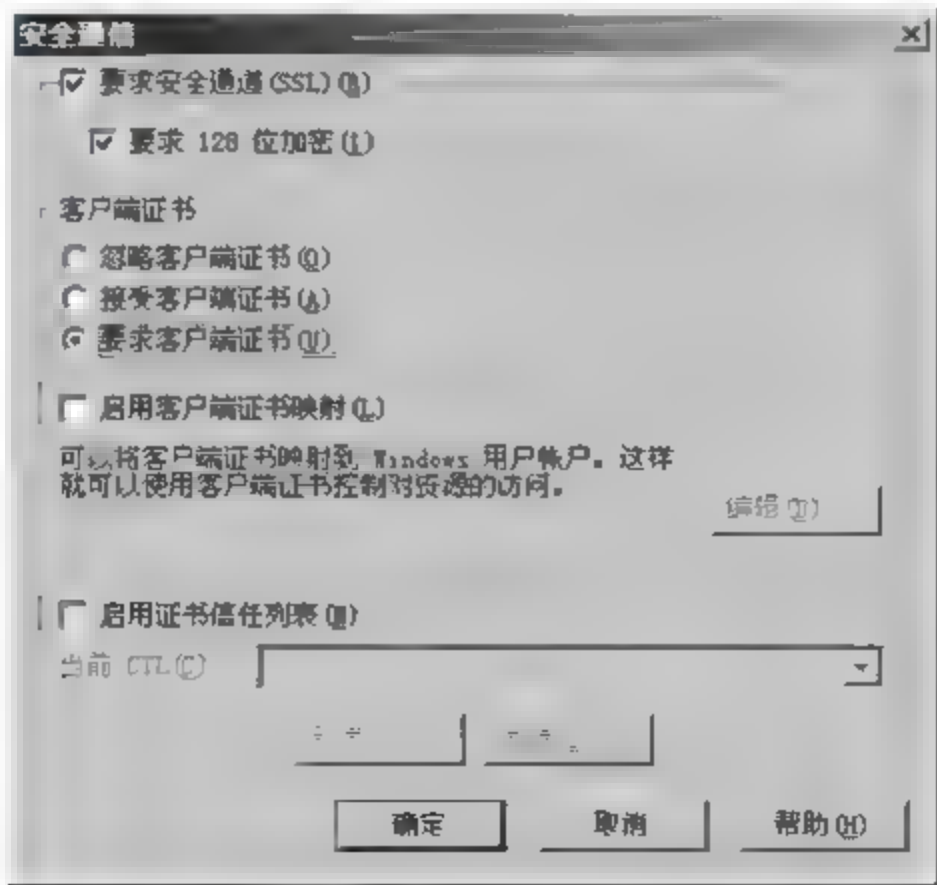 安全通信
要求安全通道(SSL)(R)
要求 128 位加密(1)
客户端证书
忽略客户端证书(Q)
接受客户端证书(A)
要求客户端证书(U)
启用客户端证书映射(L)
可以将客户端证书映射到 Windows 用户帐户。这样
就可以使用客户端证书控制对资源的访问。
编辑
启用证书信任列表(N)
当前 CTL(C)
确定 取消 帮助(H)